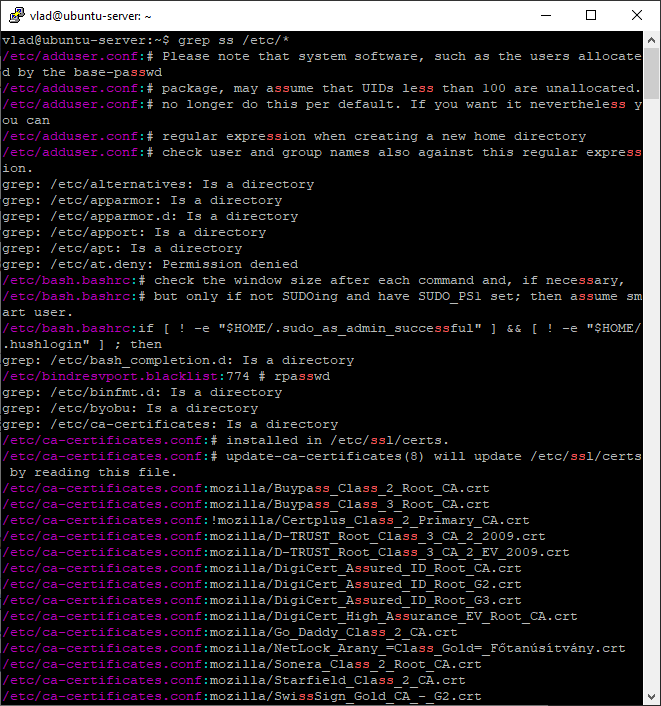 vlad@ubuntu-server: ~
vlad@ubuntu-server:~$ grep ss /etc/*
/etc/adduser.conf:# Please note that system software, such as the users allocate
d by the base-passwd
/etc/adduser.conf:# package, may assume that UIDs less than 100 are unallocated.
/etc/adduser.conf:# no longer do this per default. If you want it nevertheless y
ou can
/etc/adduser.conf:# regular expression when creating a new home directory
/etc/adduser.conf:# check user and group names also against this regular express
ion.
grep: /etc/alternatives: Is a directory
grep: /etc/apparmor: Is a directory
grep: /etc/apparmor.d: Is a directory
grep: /etc/apport: Is a directory
grep: /etc/apt: Is a directory
grep: /etc/at.deny: Permission denied
/etc/bash.bashrc:# check the window size after each command and, if necessary,
/etc/bash.bashrc:# but only if not SUDOing and have SUDO_PS1 set; then assume sm
art user.
/etc/bash.bashrc:if [ ! -e "$HOME/.sudo_as_admin_successful" ] && [ ! -e "$HOME/
.hushlogin" ] ; then
grep: /etc/bash_completion.d: Is a directory
/etc/bindresvport.blacklist:774 # rpasswd
grep: /etc/binfmt.d: Is a directory
grep: /etc/byobu: Is a directory
grep: /etc/ca-certificates: Is a directory
/etc/ca-certificates.conf:# installed in /etc/ssl/certs.
/etc/ca-certificates.conf:# update-ca-certificates(8) will update /etc/ssl/certs
 by reading this file.
/etc/ca-certificates.conf:mozilla/Buypass_Class_2_Root_CA.crt
/etc/ca-certificates.conf:mozilla/Buypass_Class_3_Root_CA.crt
/etc/ca-certificates.conf:!mozilla/Certplus_Class_2_Primary_CA.crt
/etc/ca-certificates.conf:mozilla/D-TRUST_Root_Class_3_CA_2_2009.crt
/etc/ca-certificates.conf:mozilla/D-TRUST_Root_Class_3_CA_2_EV_2009.crt
/etc/ca-certificates.conf:mozilla/DigiCert_Assured_ID_Root_CA.crt
/etc/ca-certificates.conf:mozilla/DigiCert_Assured_ID_Root_G2.crt
/etc/ca-certificates.conf:mozilla/DigiCert_Assured_ID_Root_G3.crt
/etc/ca-certificates.conf:mozilla/DigiCert_High_Assurance_EV_Root_CA.crt
/etc/ca-certificates.conf:mozilla/Go_Daddy_Class_2_CA.crt
/etc/ca-certificates.conf:mozilla/NetLock_Arany_=Class_Gold=_Főtanúsítvány.crt
/etc/ca-certificates.conf:mozilla/Sonera_Class_2_Root_CA.crt
/etc/ca-certificates.conf:mozilla/Starfield_Class_2_CA.crt
/etc/ca-certificates.conf:mozilla/SwissSign_Gold_CA_-_G2.crt